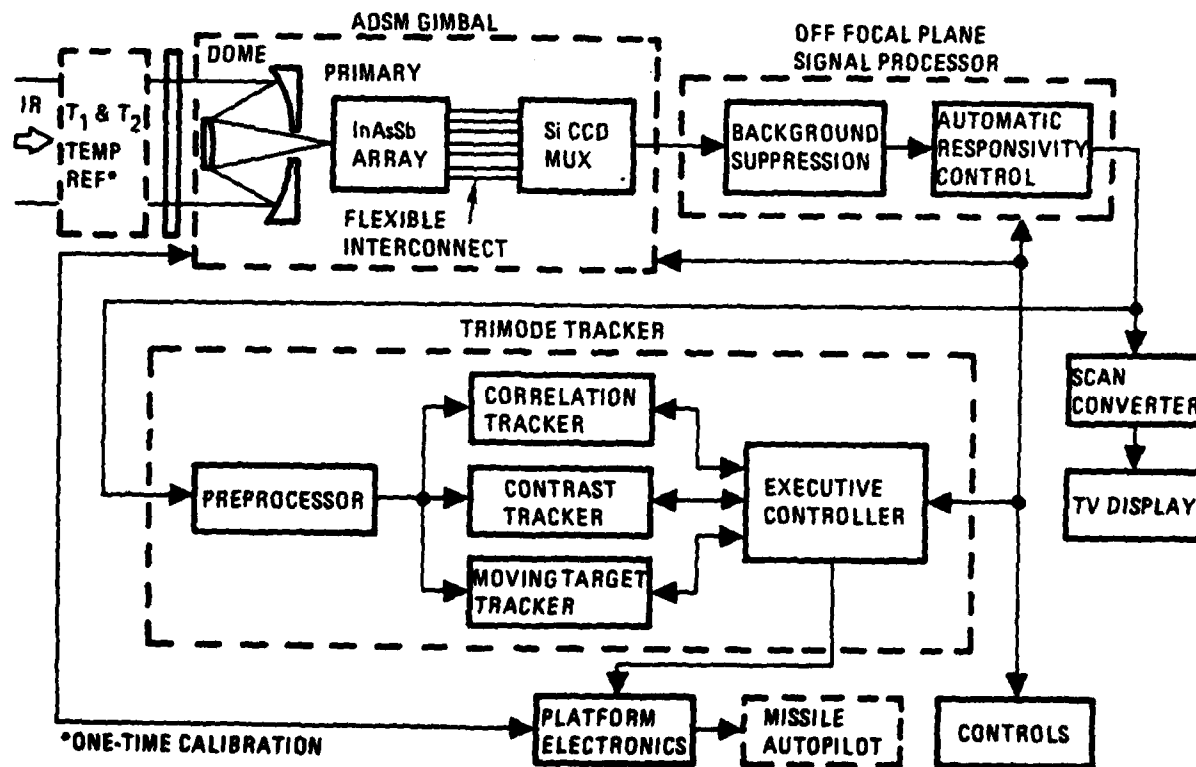 ADSM GIMBAL
OFF FOCAL PLANE
SIGNAL PROCESSOR
DOME
PRIMARY
IR
T1 & T2
TEMP
REF*
InAsSb
ARRAY
Si CCD
MUX
BACKGROUND
SUPPRESSION
AUTOMATIC
RESPONSIVITY
CONTROL
FLEXIBLE
INTERCONNECT
TRIMODE TRACKER
SCAN
CONVERTER
CORRELATION
TRACKER
PREPROCESSOR
CONTRAST
TRACKER
EXECUTIVE
CONTROLLER
TV DISPLAY
MOVING TARGET
TRACKER
*ONE-TIME CALIBRATION
PLATFORM
ELECTRONICS
MISSILE
AUTOPILOT
CONTROLS